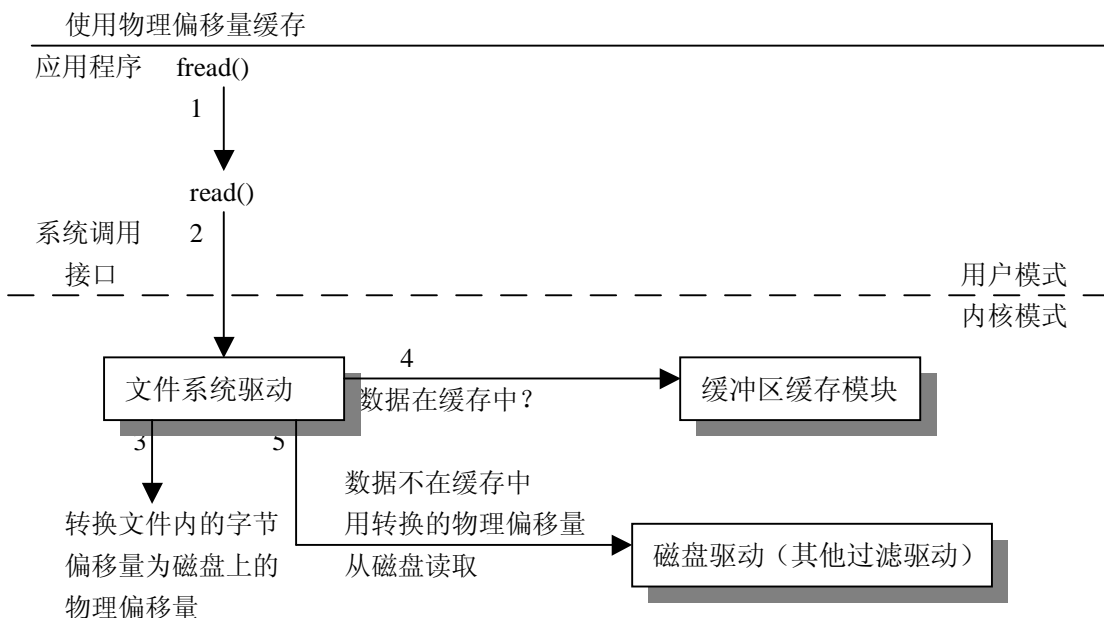 使用物理偏移量缓存
应用程序 fread()
1
read()
系统调用 2
接口 用户模式
内核模式
文件系统驱动
4
数据在缓存中？
缓冲区缓存模块
3 5
数据不在缓存中
用转换的物理偏移量
从磁盘读取
转换文件内的字节
偏移量为磁盘上的
物理偏移量
磁盘驱动（其他过滤驱动）